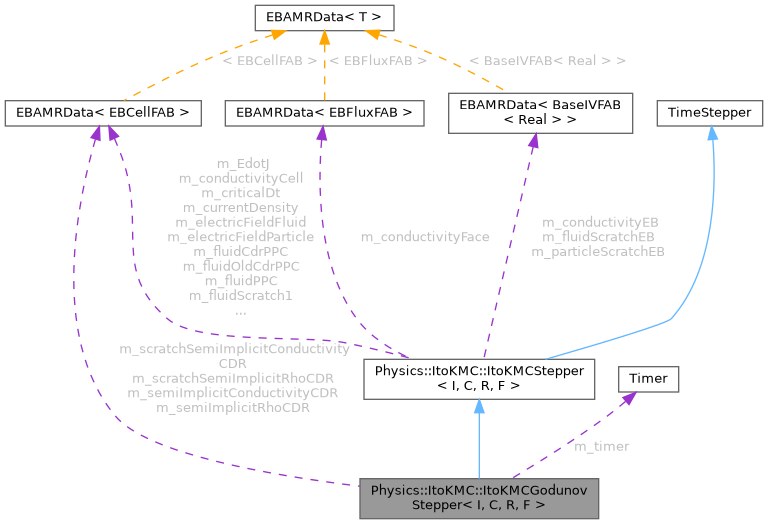 EBAMRData< T >
< EBCellFAB >
< EBFluxFAB >
< BaseIVFAB< Real > >
EBAMRData< EBCellFAB >
EBAMRData< EBFluxFAB >
EBAMRData< BaseIVFAB
< Real > >
TimeStepper
m_EdotJ
m_conductivityCell
m_criticalDt
m_currentDensity
m_electricFieldFluid
m_electricFieldParticle
m_fluidCdrPPC
m_fluidOldCdrPPC
m_fluidPPC
m_fluidScratch1
...
m_conductivityFace
m_conductivityEB
m_fluidScratchEB
m_particleScratchEB
m_scratchSemiImplicitConductivity
CDR
m_scratchSemiImplicitRhoCDR
m_semiImplicitConductivityCDR
m_semiImplicitRhoCDR
Physics::ItoKMC::ItoKMCStepper
< I, C, R, F >
Timer
m_timer
Physics::ItoKMC::ItoKMCGodunov
Stepper< I, C, R, F >